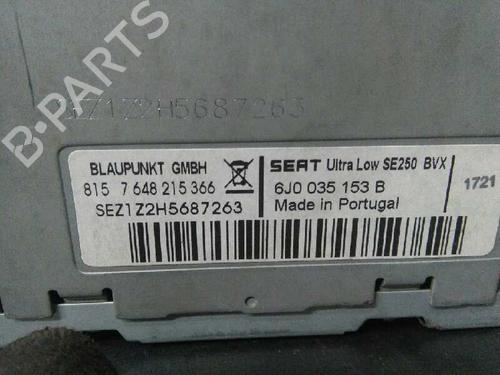 B-PARTS
SEZ1Z2H5687263
BLAUPUNKT GMBH
815 7 648 215 366
SEZ1Z2H5687263
SEAT Ultra Low SE250 BVX
6J0 035 153 B
Made in Portugal
1721